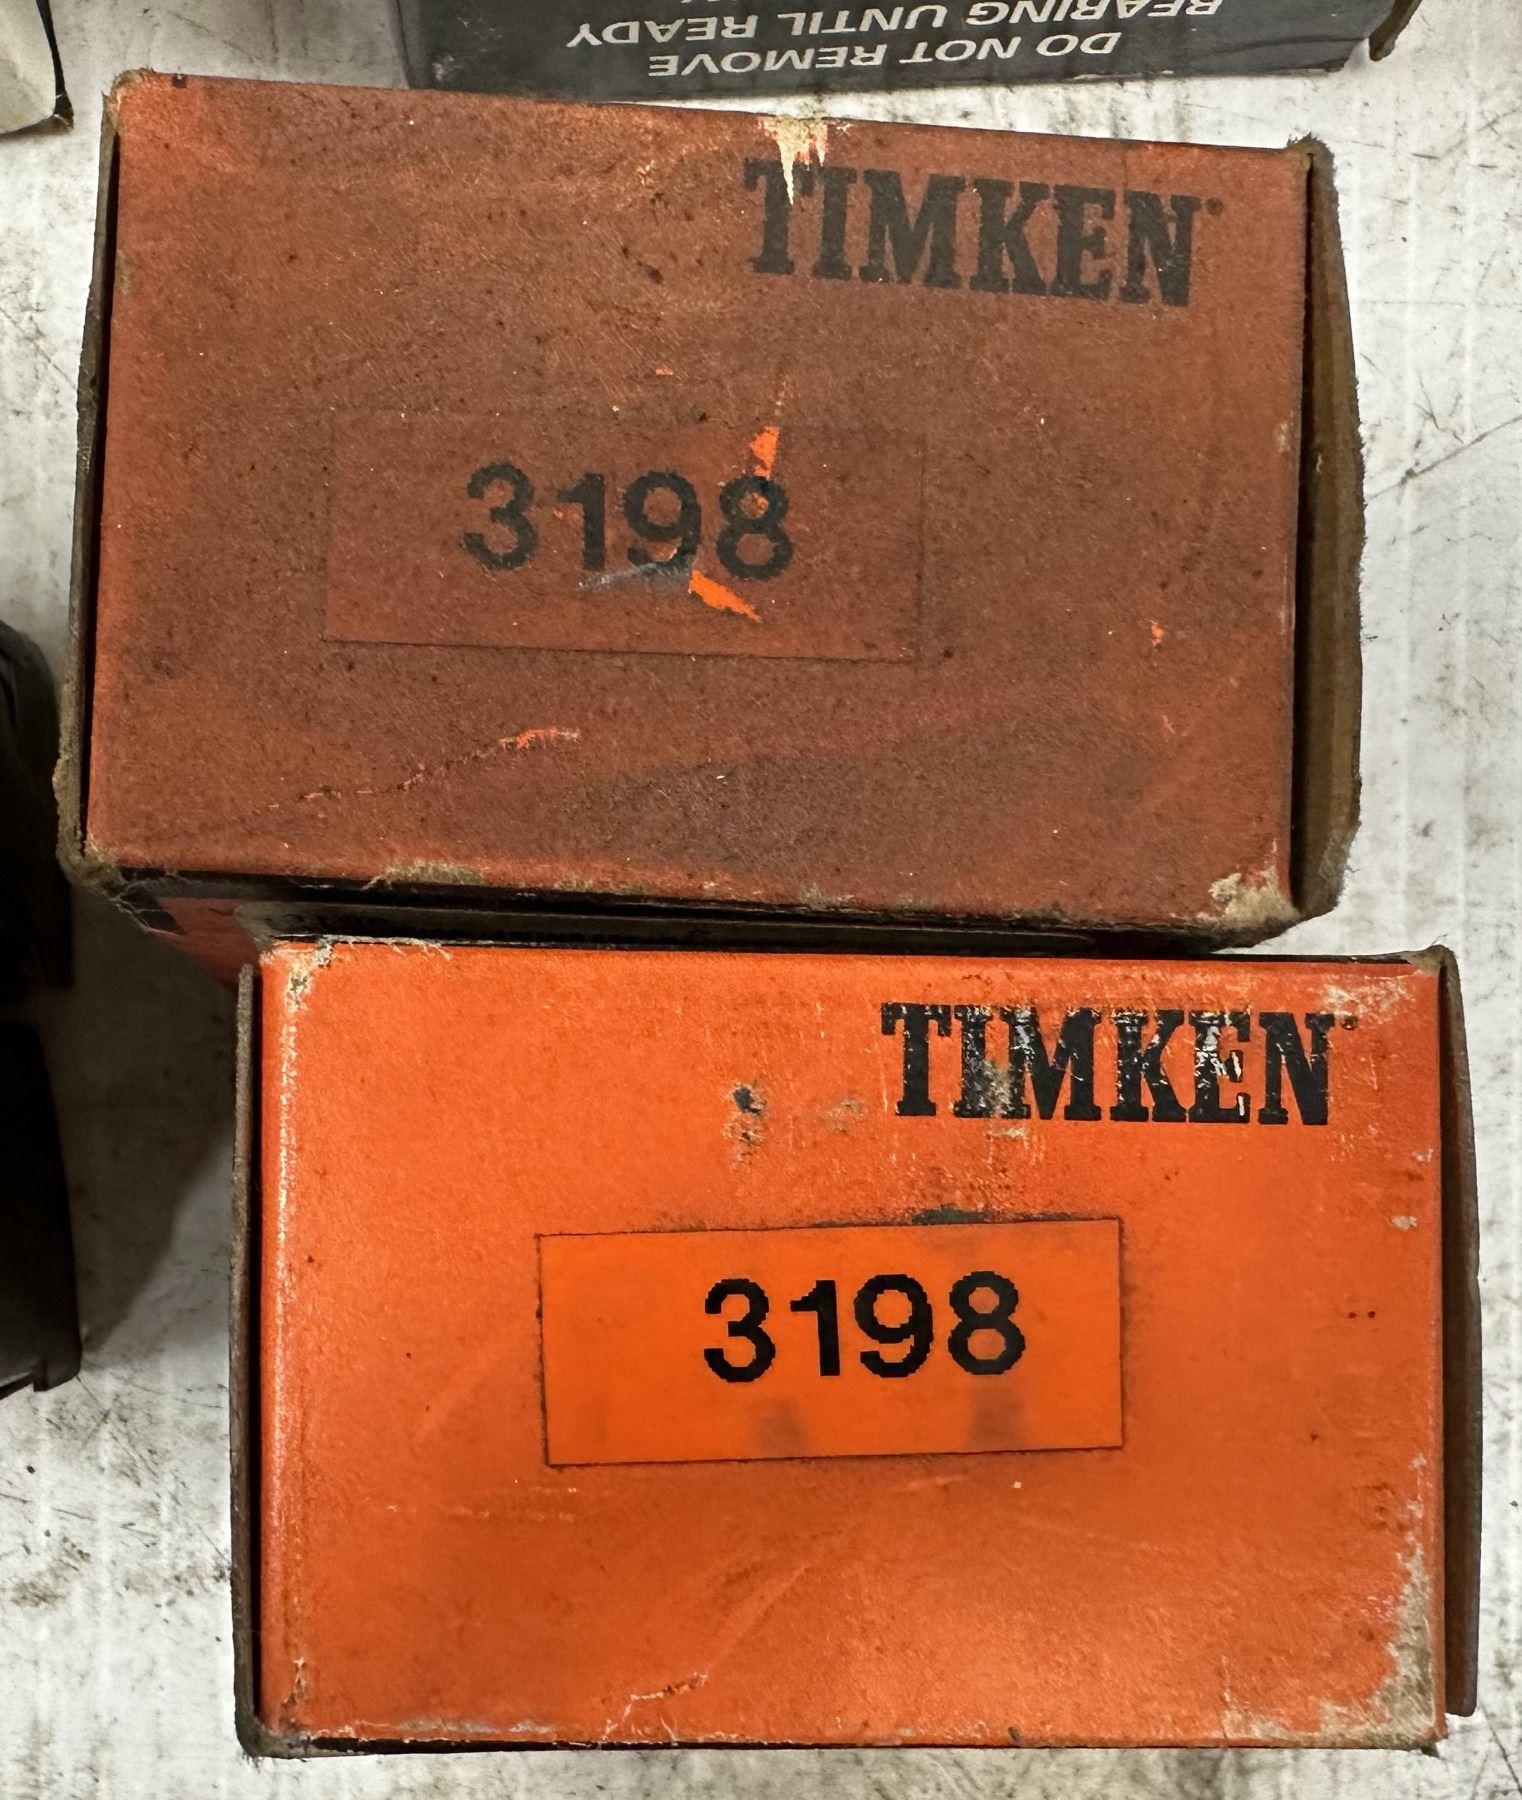 DO NOT REMOVE
BEARING UNTIL READY
TIMKEN
3198
TIMKEN
3198